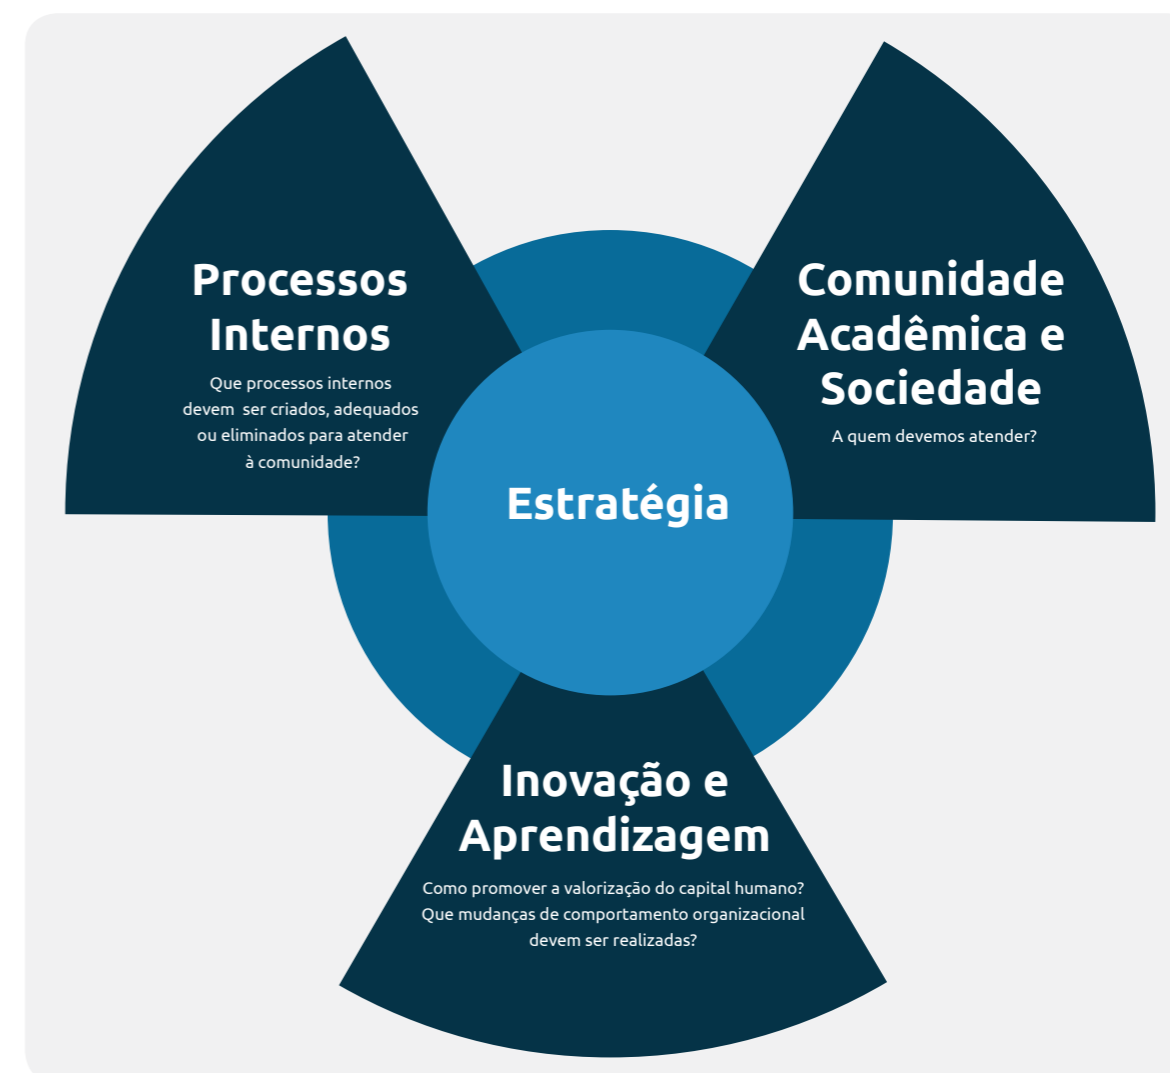 Processos
Internos
Que processos internos
devem  ser criados, adequados
ou eliminados para atender
à comunidade?
Comunidade
Acadêmica e
Sociedade
A quem devemos atender?
Estratégia
Inovação e
Aprendizagem
Como promover a valorização do capital humano?
Que mudanças de comportamento organizacional
devem ser realizadas?